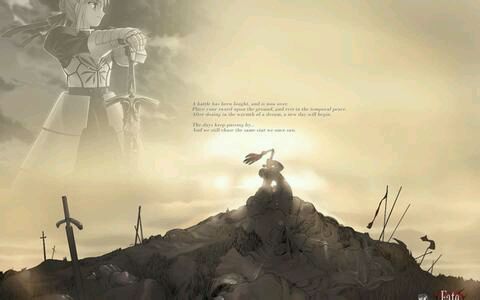 A battle has been fought, and is now over.
Place your sword upon the ground, and rest in the temporal peace.
After dozing in the warmth of a dream, a new day will begin.
The days keep passing by...
And we still chase the same star we once saw.
Fate